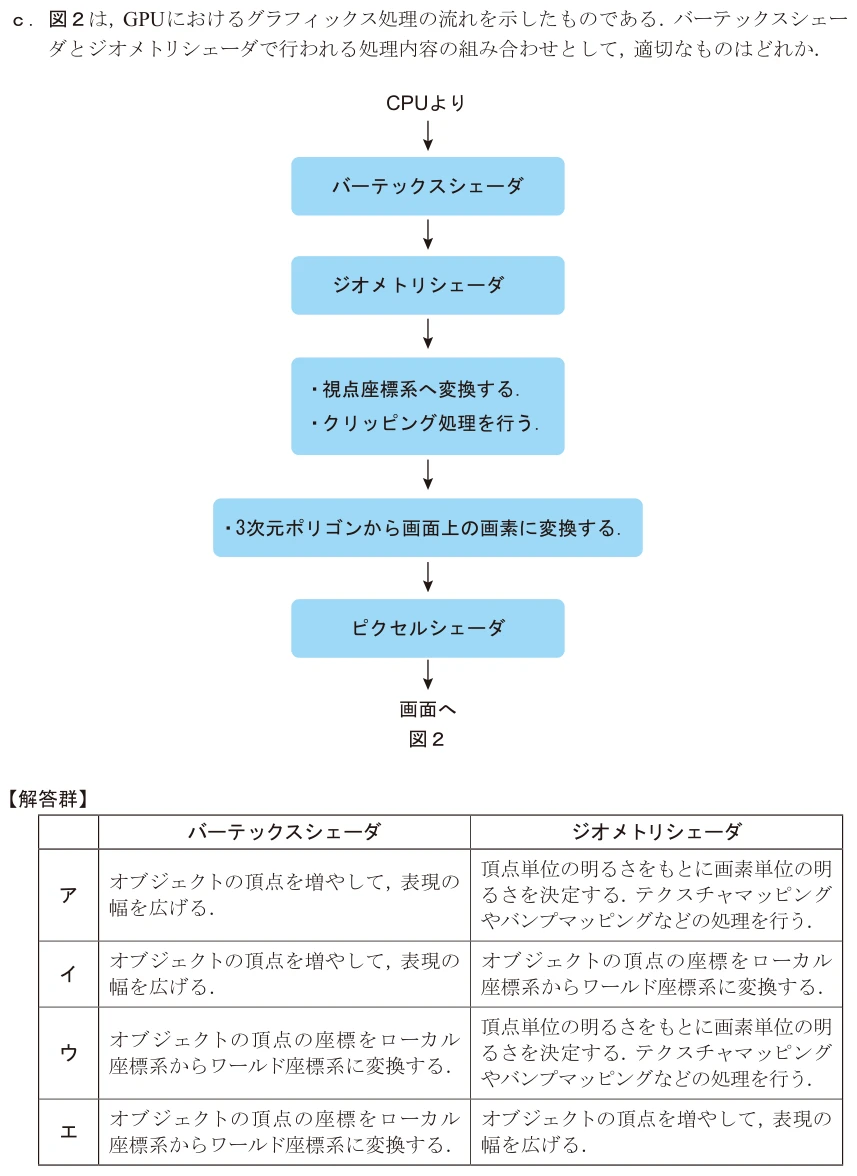 c． 図２は，GPUにおけるグラフィックス処理の流れを示したものである．バーテックスシェー
ダとジオメトリシェーダで行われる処理内容の組み合わせとして，適切なものはどれか．
CPUより
バーテックスシェーダ
ジオメトリシェーダ
・視点座標系へ変換する．
・クリッピング処理を行う．
・3次元ポリゴンから画面上の画素に変換する．
ピクセルシェーダ
画面へ
図２
【解答群】
バーテックスシェーダ
ジオメトリシェーダ
ア
オブジェクトの頂点を増やして，表現の
幅を広げる．
頂点単位の明るさをもとに画素単位の明
るさを決定する．テクスチャマッピング
やバンプマッピングなどの処理を行う．
イ
オブジェクトの頂点を増やして，表現の
幅を広げる．
オブジェクトの頂点の座標をローカル
座標系からワールド座標系に変換する．
ウ
オブジェクトの頂点の座標をローカル
座標系からワールド座標系に変換する．
頂点単位の明るさをもとに画素単位の明
るさを決定する．テクスチャマッピング
やバンプマッピングなどの処理を行う．
エ
オブジェクトの頂点の座標をローカル
座標系からワールド座標系に変換する．
オブジェクトの頂点を増やして，表現の
幅を広げる．